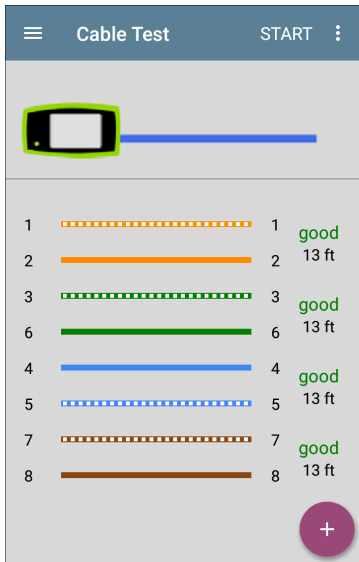 Cable Test START
1 1
good
13 ft
2 2
3 3
good
13 ft
6 6
4 4
good
13 ft
5 5
7 7
good
13 ft
8 8
+